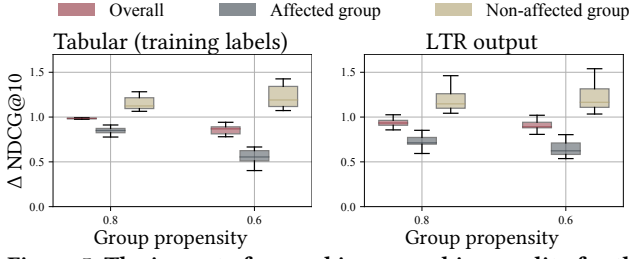 Overall Affected group Non-affected group
Tabular (training labels) LTR output
Δ NDCG@10
1.5 1.5
1.0 1.0
0.5 0.5
0.0 0.0
0.8 0.6 0.8 0.6
Group propensity Group propensity